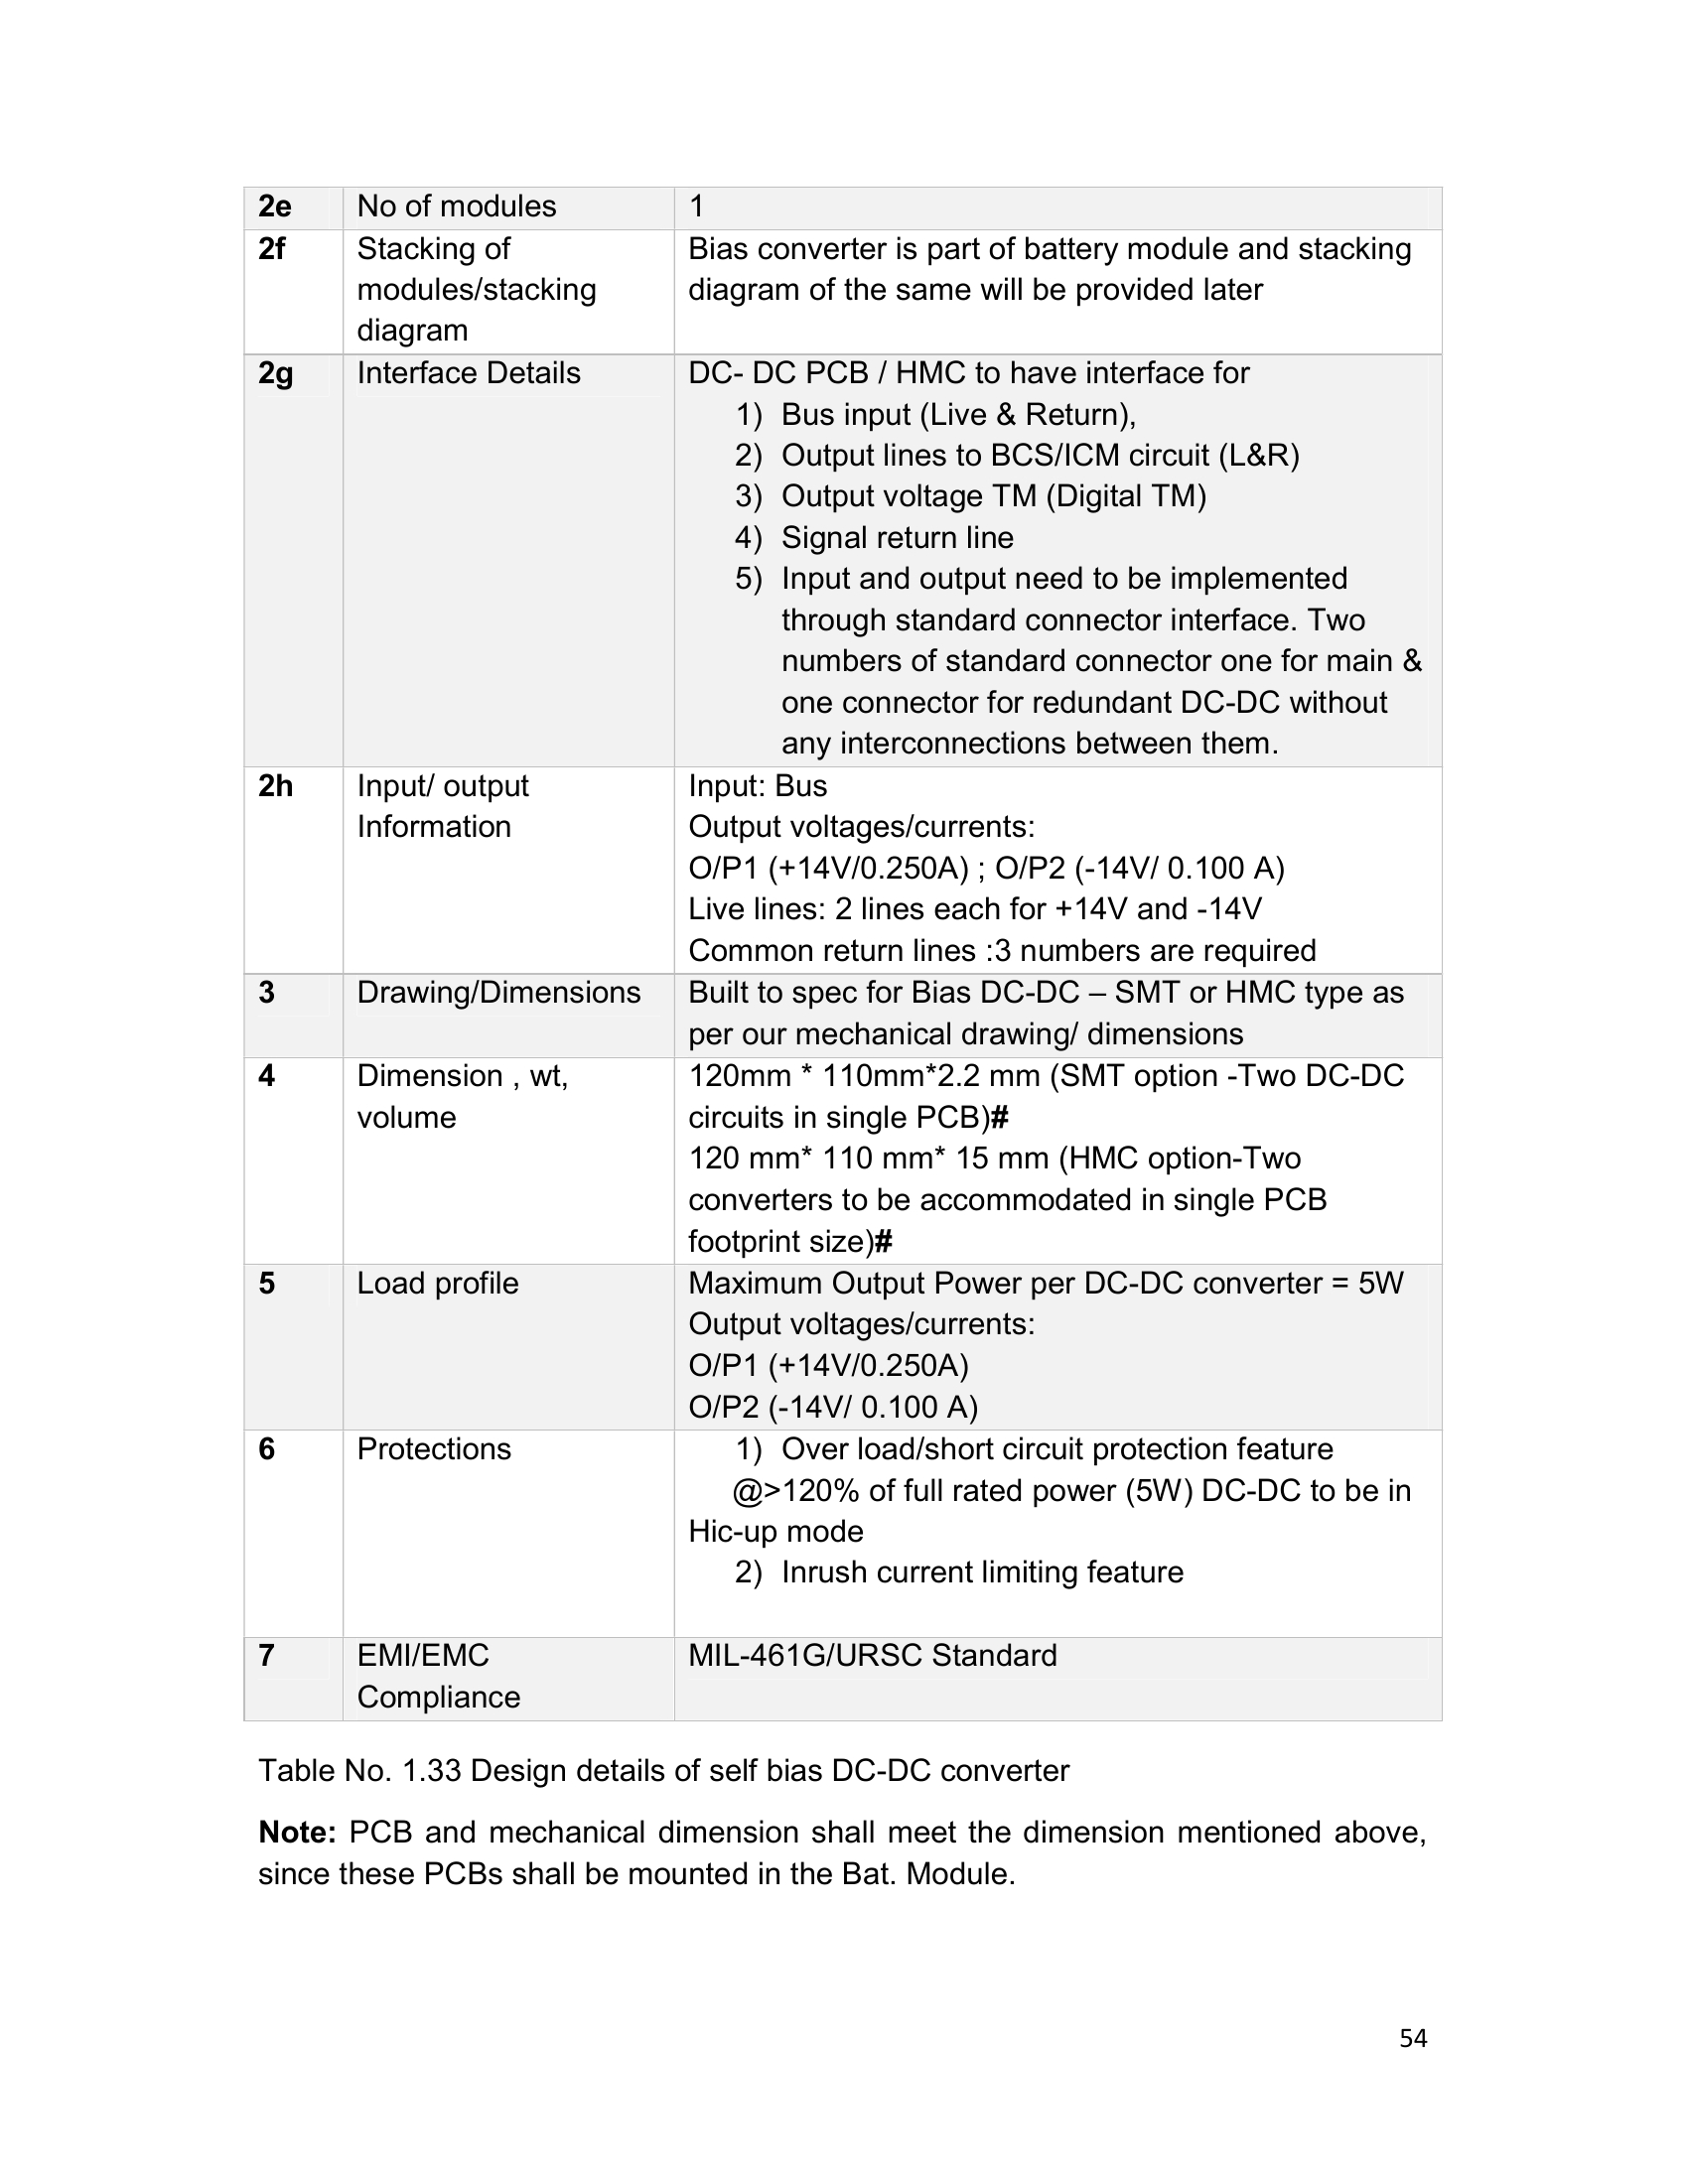 2e No of modules 1
2f Stacking of Bias converter is part of battery module and stacking
modules/stacking diagram of the same will be provided later
diagram
2g Interface Details DC- DC PCB / HMC to have interface for
1) Bus input (Live & Return),
2) Output lines to BCS/ICM circuit (L&R)
3) Output voltage TM (Digital TM)
4) Signal return line
5) Input and output need to be implemented
through standard connector interface. Two
numbers of standard connector one for main &
one connector for redundant DC-DC without
any interconnections between them.
2h Input/ output Input: Bus
Information Output voltages/currents:
O/P1 (+14V/0.250A) ; O/P2 (-14V/ 0.100 A)
Live lines: 2 lines each for +14V and -14V
Common return lines :3 numbers are required
3 Drawing/Dimensions Built to spec for Bias DC-DC – SMT or HMC type as
per our mechanical drawing/ dimensions
4 Dimension , wt, 120mm * 110mm*2.2 mm (SMT option -Two DC-DC
volume circuits in single PCB)#
120 mm* 110 mm* 15 mm (HMC option-Two
converters to be accommodated in single PCB
footprint size)#
5 Load profile Maximum Output Power per DC-DC converter = 5W
Output voltages/currents:
O/P1 (+14V/0.250A)
O/P2 (-14V/ 0.100 A)
6 Protections 1) Over load/short circuit protection feature
@>120% of full rated power (5W) DC-DC to be in
Hic-up mode
2) Inrush current limiting feature
7 EMI/EMC MIL-461G/URSC Standard
Compliance
Table No. 1.33 Design details of self bias DC-DC converter
Note: PCB and mechanical dimension shall meet the dimension mentioned above,
since these PCBs shall be mounted in the Bat. Module.
54